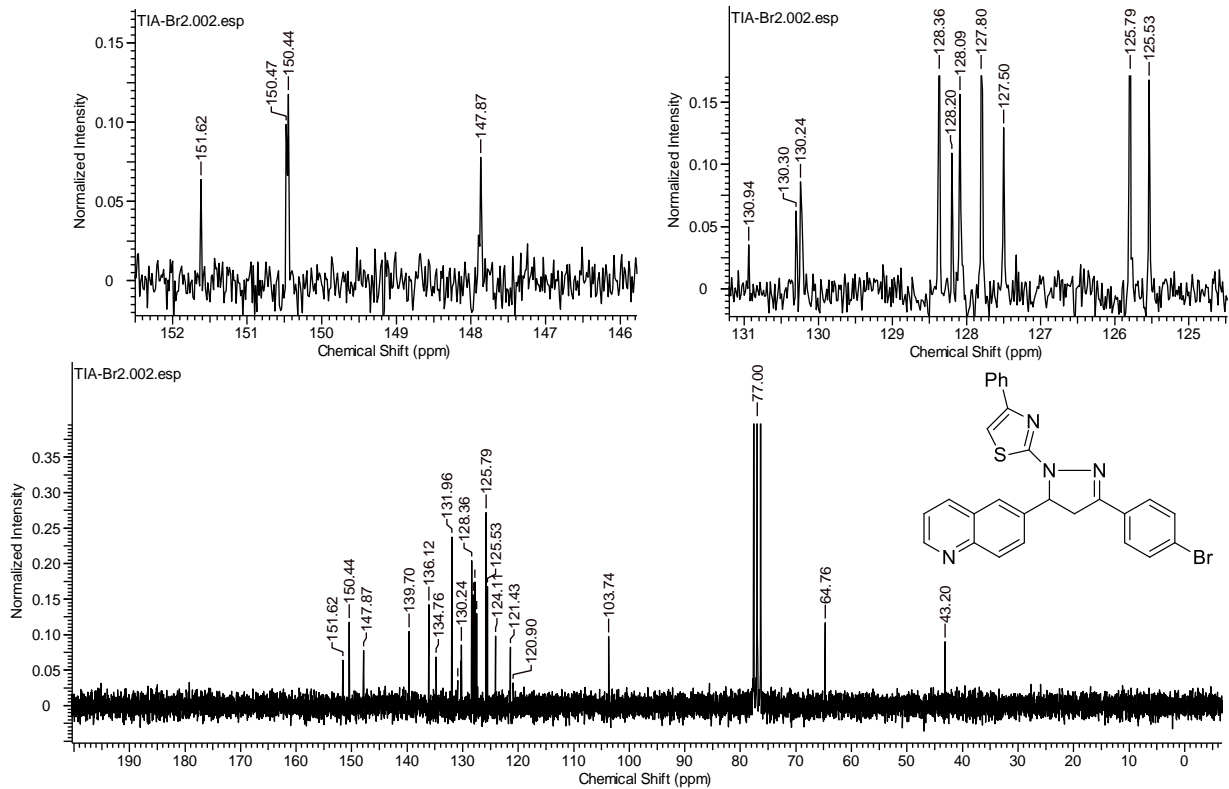 TIA-Br2.002.esp
0.15
0.10
0.05
0
Normalized Intensity
151.62
150.47
150.44
147.87
152 151 150 149 148 147 146
Chemical Shift (ppm)
TIA-Br2.002.esp
0.15
0.10
0.05
0
Normalized Intensity
130.94
130.30
130.24
128.36
128.20
128.09
127.80
127.50
125.79
125.53
131 130 129 128 127 126 125
Chemical Shift (ppm)
TIA-Br2.002.esp
0.35
0.30
0.25
0.20
0.15
0.10
0.05
0
Normalized Intensity
151.62
150.44
147.87
139.70
136.12
134.76
131.96
130.24
128.36
125.79
125.53
124.11
121.43
120.90
103.74
77.00
64.76
43.20
190 180 170 160 150 140 130 120 110 100 90 80 70 60 50 40 30 20 10 0
Chemical Shift (ppm)
Ph
N
S
N
N
N
Br